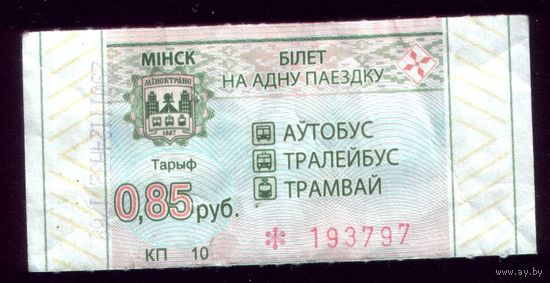 МІНСК
МІНСКТРАНС
1887
Тарыф
0,85 руб.
КП 10
БІЛЕТ
НА АДНУ ПАЕЗДКУ
АЎТОБУС
ТРАЛЕЙБУС
ТРАМВАЙ
193797
www.ay.by